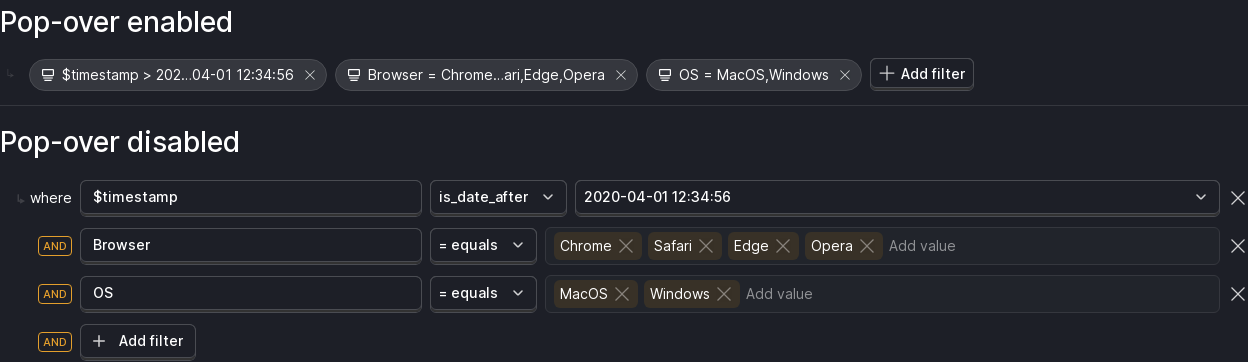 Pop-over enabled
$timestamp > 202...04-01 12:34:56 Browser = Chrome...ari,Edge,Opera OS = MacOS,Windows Add filter
Pop-over disabled
where $timestamp is_date_after 2020-04-01 12:34:56
AND Browser = equals Chrome Safari Edge Opera Add value
AND OS = equals MacOS Windows Add value
AND + Add filter